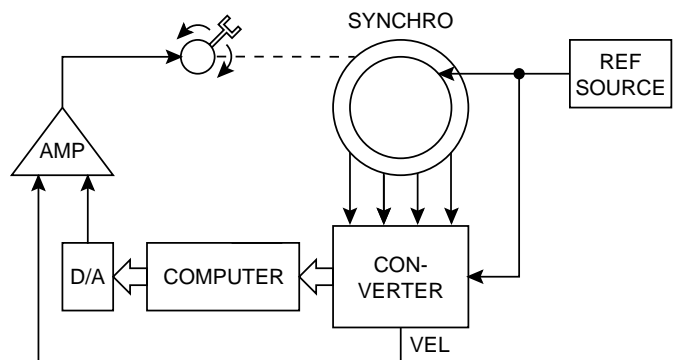 SYNCHRO
REF
SOURCE
AMP
D/A
COMPUTER
CON-
VERTER
VEL